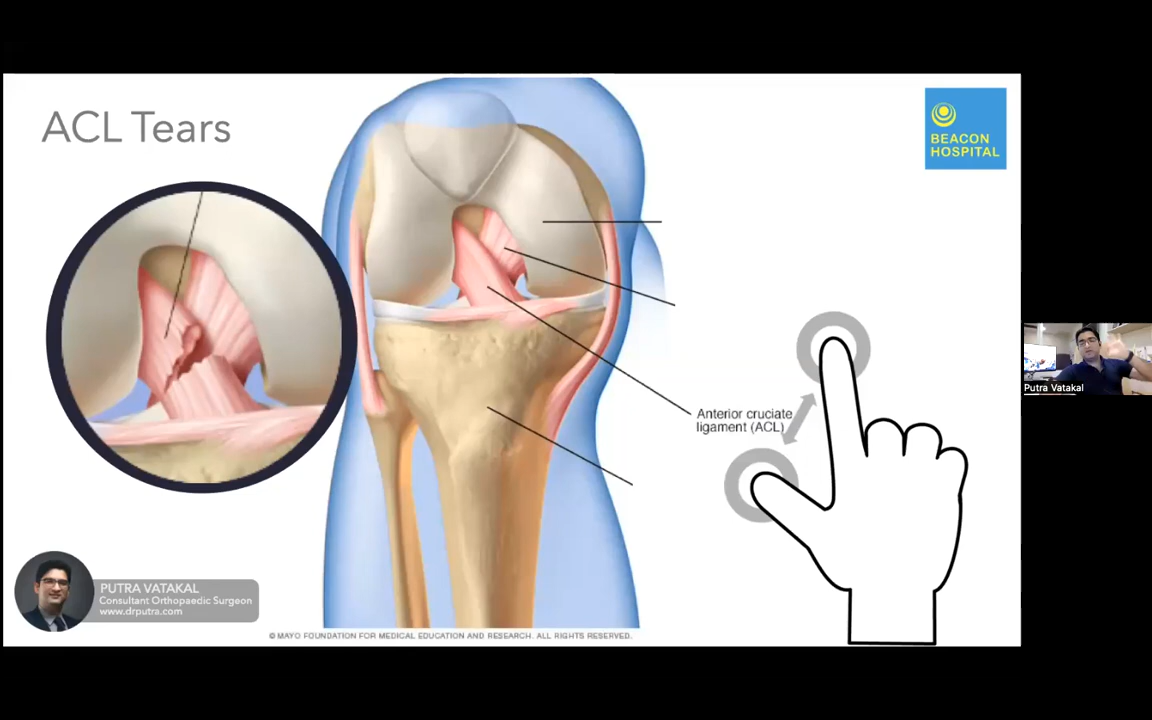 ACL Tears
BEACON
HOSPITAL
Anterior cruciate
ligament (ACL)
Putra Vatakal
PUTRA VATAKAL
Consultant Orthopaedic Surgeon
www.drputra.com
© MAYO FOUNDATION FOR MEDICAL EDUCATION AND RESEARCH. ALL RIGHTS RESERVED.